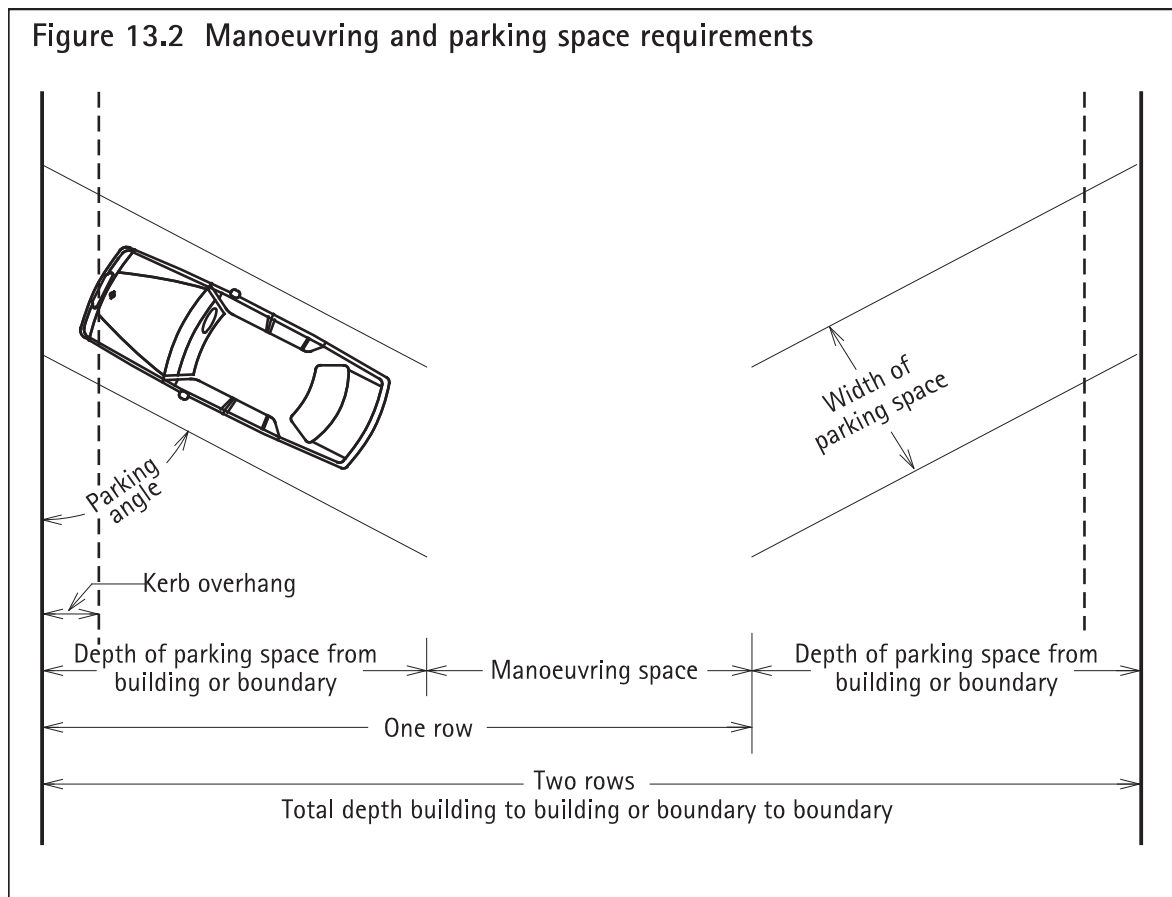 Figure 13.2 Manoeuvring and parking space requirements
Width of
parking space
Parking
angle
Kerb overhang
Depth of parking space from
building or boundary
Manoeuvring space
Depth of parking space from
building or boundary
One row
Two rows
Total depth building to building or boundary to boundary